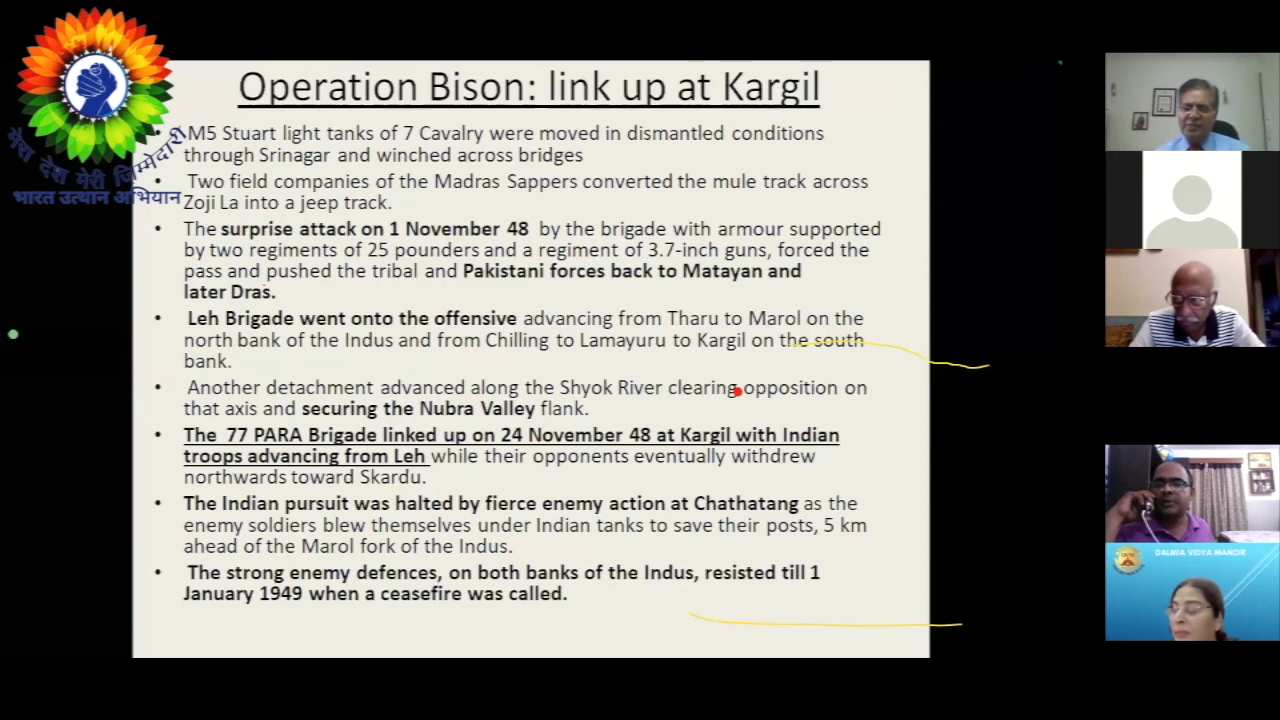 Operation Bison: link up at Kargil
• M5 Stuart light tanks of 7 Cavalry were moved in dismantled conditions
through Srinagar and winched across bridges
• Two field companies of the Madras Sappers converted the mule track across
Zoji La into a jeep track.
• The surprise attack on 1 November 48 by the brigade with armour supported
by two regiments of 25 pounders and a regiment of 3.7-inch guns, forced the
pass and pushed the tribal and Pakistani forces back to Matayan and
later Dras.
• Leh Brigade went onto the offensive advancing from Tharu to Marol on the
north bank of the Indus and from Chilling to Lamayuru to Kargil on the south
bank.
• Another detachment advanced along the Shyok River clearing opposition on
that axis and securing the Nubra Valley flank.
• The 77 PARA Brigade linked up on 24 November 48 at Kargil with Indian
troops advancing from Leh while their opponents eventually withdrew
northwards toward Skardu.
• The Indian pursuit was halted by fierce enemy action at Chathatang as the
enemy soldiers blew themselves under Indian tanks to save their posts, 5 km
ahead of the Marol fork of the Indus.
• The strong enemy defences, on both banks of the Indus, resisted till 1
January 1949 when a ceasefire was called.
मेरा देश मेरी जिम्मेदारी
भारत उत्थान अभियान
DALMIA VIDYA MANDIR